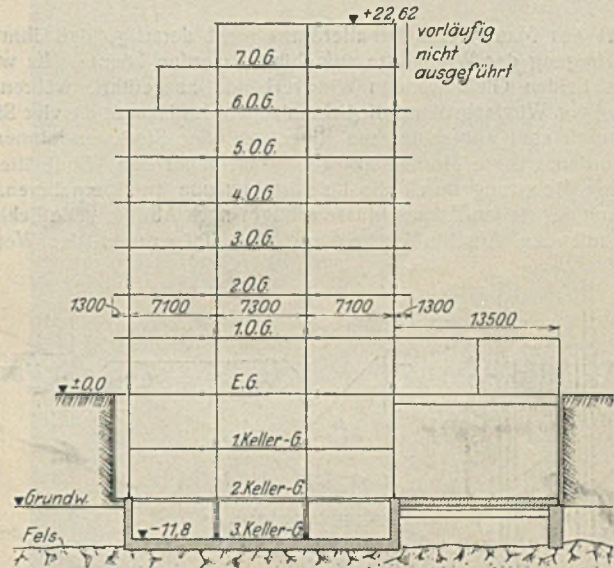 +22,62
vorläufig
nicht
ausgeführt
7.O.G.
6.O.G.
5.O.G.
4.O.G.
3.O.G.
2.O.G.
1300 7100 7300 7100 1300
13500
1.O.G.
±0,0
E.G.
1.Keller-G.
2.Keller-G.
Grundw.
-11,8
3.Keller-G.
Fels